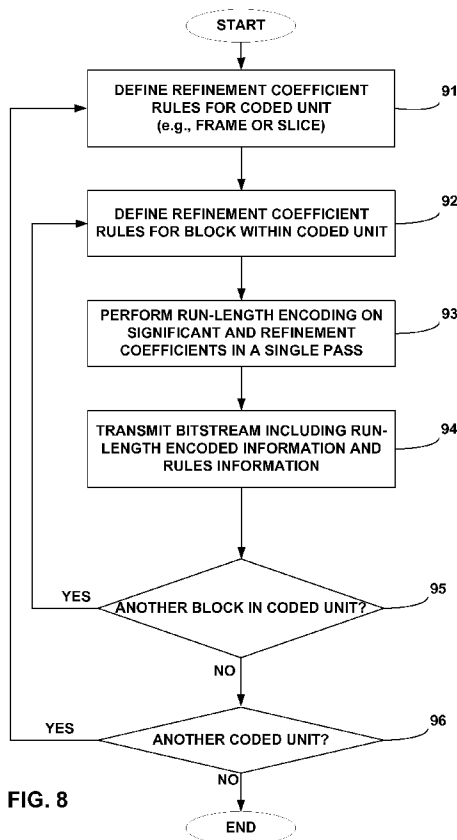 START
DEFINE REFINEMENT COEFFICIENT
RULES FOR CODED UNIT
(e.g., FRAME OR SLICE)
91
DEFINE REFINEMENT COEFFICIENT
RULES FOR BLOCK WITHIN CODED UNIT
92
PERFORM RUN-LENGTH ENCODING ON
SIGNIFICANT AND REFINEMENT
COEFFICIENTS IN A SINGLE PASS
93
TRANSMIT BITSTREAM INCLUDING RUN-
LENGTH ENCODED INFORMATION AND
RULES INFORMATION
94
YES
ANOTHER BLOCK IN CODED UNIT?
95
NO
YES
ANOTHER CODED UNIT?
96
NO
FIG. 8
END